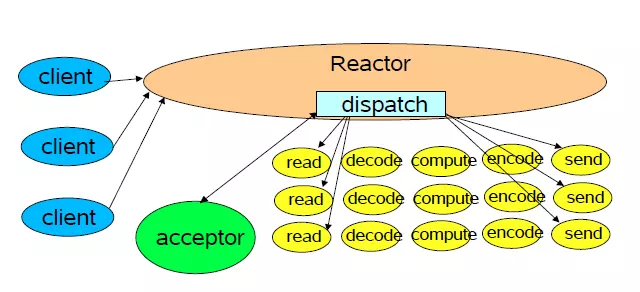 Reactor
client
dispatch
client
read decode compute encode send
read decode compute encode send
client
acceptor
read decode compute encode send